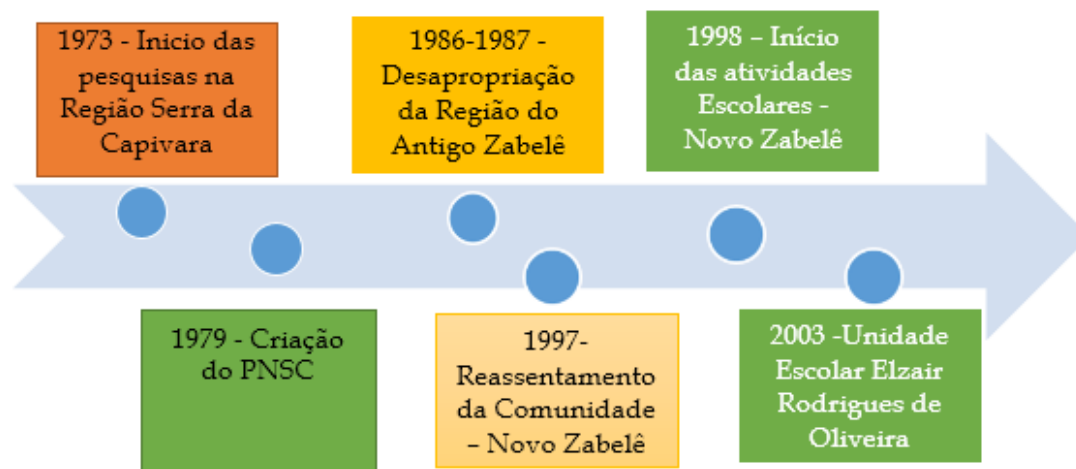 1973 - Inicio das
pesquisas na
Região Serra da
Capivara
1986-1987 -
Desapropriação
da Região do
Antigo Zabelê
1998 – Início
das atividades
Escolares -
Novo Zabelê
1979 - Criação
do PNSC
1997-
Reassentamento
da Comunidade
– Novo Zabelê
2003 -Unidade
Escolar Elzair
Rodrigues de
Oliveira